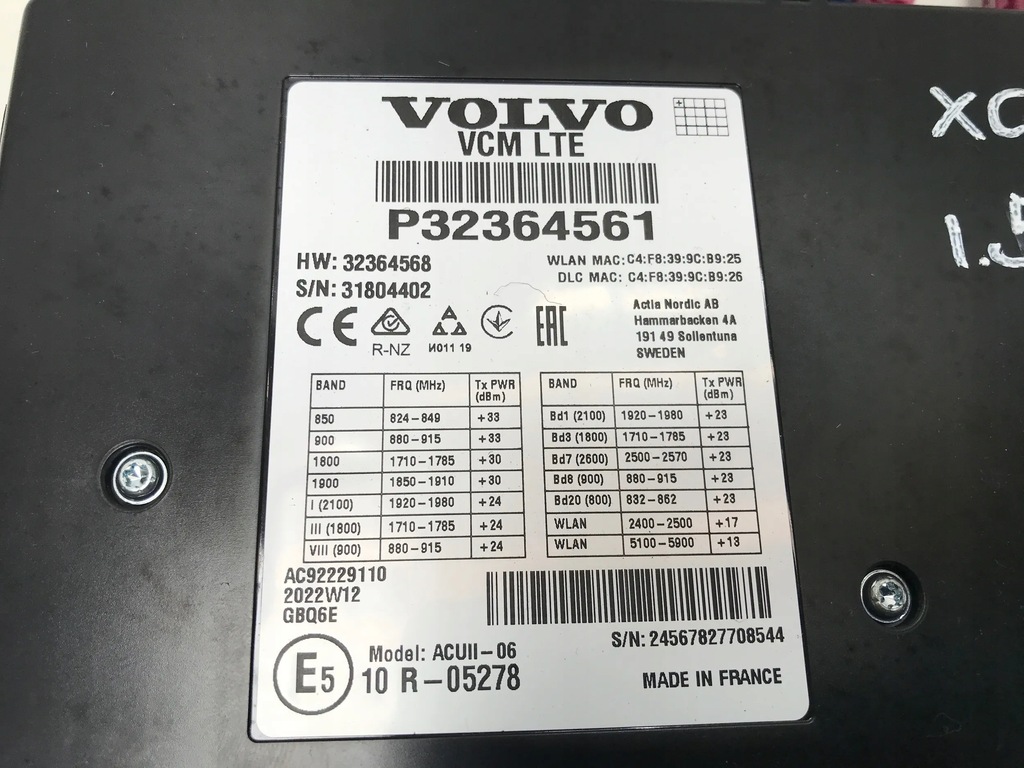 VOLVO
VCM LTE
P32364561
HW: 32364568
S/N: 31804402
WLAN MAC: C4:F8:39:9C:B9:25
DLC MAC: C4:F8:39:9C:B9:26
CE
R-NZ
И011 19
EAC
Actia Nordic AB
Hammarbacken 4A
191 49 Sollentuna
SWEDEN
BAND FRQ (MHz) Tx PWR (dBm)
850 824-849 +33
900 880-915 +33
1800 1710-1785 +30
1900 1850-1910 +30
I (2100) 1920-1980 +24
III (1800) 1710-1785 +24
VIII (900) 880-915 +24
BAND FRQ (MHz) Tx PWR (dBm)
Bd1 (2100) 1920-1980 +23
Bd3 (1800) 1710-1785 +23
Bd7 (2600) 2500-2570 +23
Bd8 (900) 880-915 +23
Bd20 (800) 832-862 +23
WLAN 2400-2500 +17
WLAN 5100-5900 +13
AC92229110
2022W12
GBQ6E
S/N: 24567827708544
E5
Model: ACUII-06
10 R-05278
MADE IN FRANCE
XC
1.5